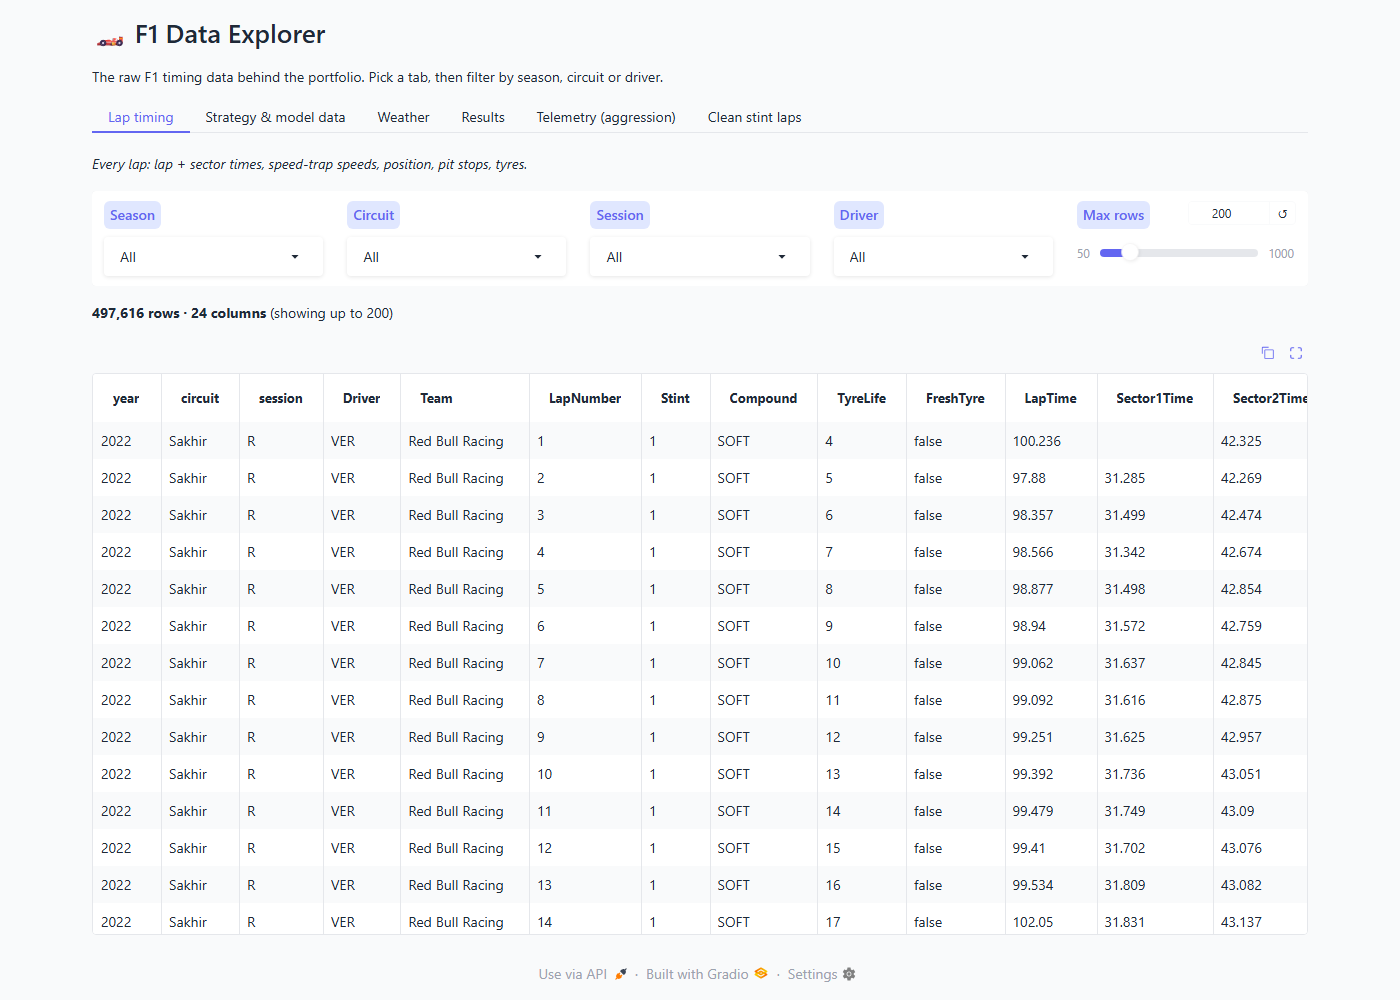 F1 Data Explorer
The raw F1 timing data behind the portfolio. Pick a tab, then filter by season, circuit or driver.
Lap timing Strategy & model data Weather Results Telemetry (aggression) Clean stint laps
Every lap: lap + sector times, speed-trap speeds, position, pit stops, tyres.
Season Circuit Session Driver Max rows 200 ↺
All All All All 50 1000
497,616 rows · 24 columns (showing up to 200)
year circuit session Driver Team LapNumber Stint Compound TyreLife FreshTyre LapTime Sector1Time Sector2Time
2022 Sakhir R VER Red Bull Racing 1 1 SOFT 4 false 100.236 42.325
2022 Sakhir R VER Red Bull Racing 2 1 SOFT 5 false 97.88 31.285 42.269
2022 Sakhir R VER Red Bull Racing 3 1 SOFT 6 false 98.357 31.499 42.474
2022 Sakhir R VER Red Bull Racing 4 1 SOFT 7 false 98.566 31.342 42.674
2022 Sakhir R VER Red Bull Racing 5 1 SOFT 8 false 98.877 31.498 42.854
2022 Sakhir R VER Red Bull Racing 6 1 SOFT 9 false 98.94 31.572 42.759
2022 Sakhir R VER Red Bull Racing 7 1 SOFT 10 false 99.062 31.637 42.845
2022 Sakhir R VER Red Bull Racing 8 1 SOFT 11 false 99.092 31.616 42.875
2022 Sakhir R VER Red Bull Racing 9 1 SOFT 12 false 99.251 31.625 42.957
2022 Sakhir R VER Red Bull Racing 10 1 SOFT 13 false 99.392 31.736 43.051
2022 Sakhir R VER Red Bull Racing 11 1 SOFT 14 false 99.479 31.749 43.09
2022 Sakhir R VER Red Bull Racing 12 1 SOFT 15 false 99.41 31.702 43.076
2022 Sakhir R VER Red Bull Racing 13 1 SOFT 16 false 99.534 31.809 43.082
2022 Sakhir R VER Red Bull Racing 14 1 SOFT 17 false 102.05 31.831 43.137
Use via API · Built with Gradio · Settings